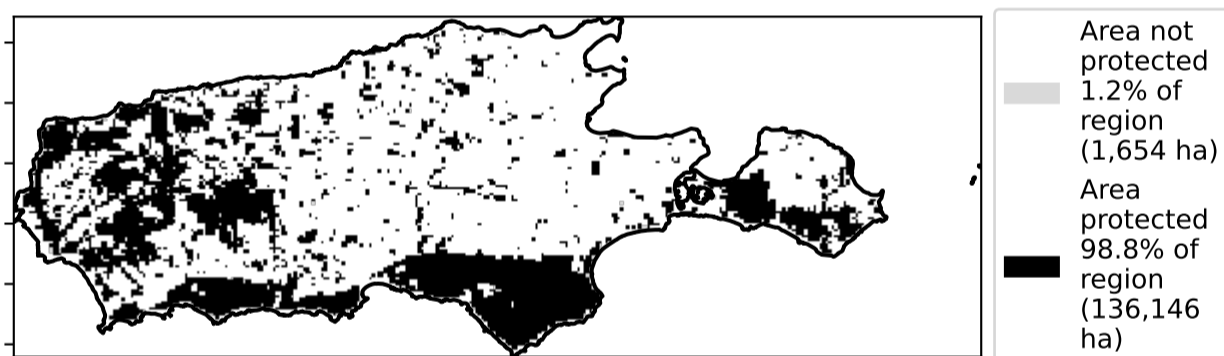 Area not
protected
1.2% of
region
(1,654 ha)
Area
protected
98.8% of
region
(136,146
ha)